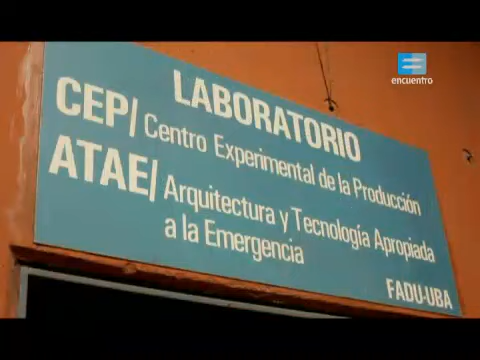 encuentro
LABORATORIO
CEP/ Centro Experimental de la Producción
ATAE/ Arquitectura y Tecnología Apropiada
a la Emergencia
FADU-UBA